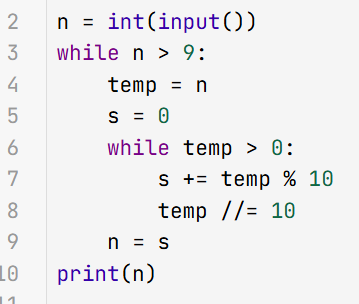 2 n = int(input())
3 while n > 9:
4     temp = n
5     s = 0
6     while temp > 0:
7         s += temp % 10
8         temp //= 10
9     n = s
10 print(n)